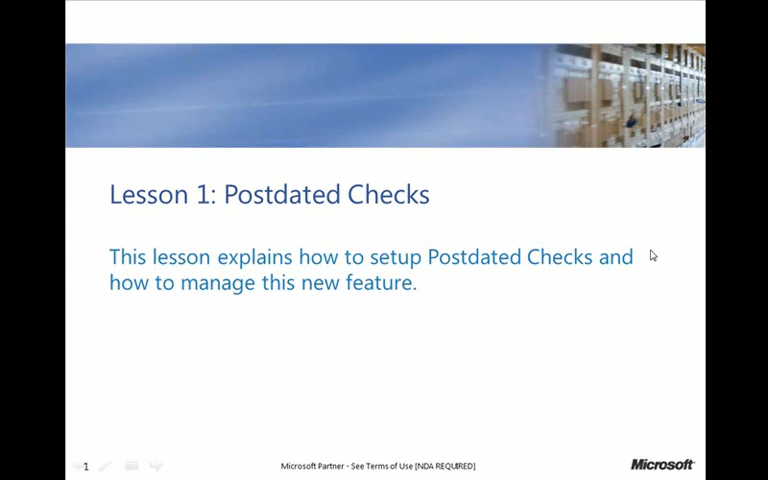 Lesson 1: Postdated Checks
This lesson explains how to setup Postdated Checks and
how to manage this new feature.
1
Microsoft Partner - See Terms of Use [NDA REQUIRED]
Microsoft